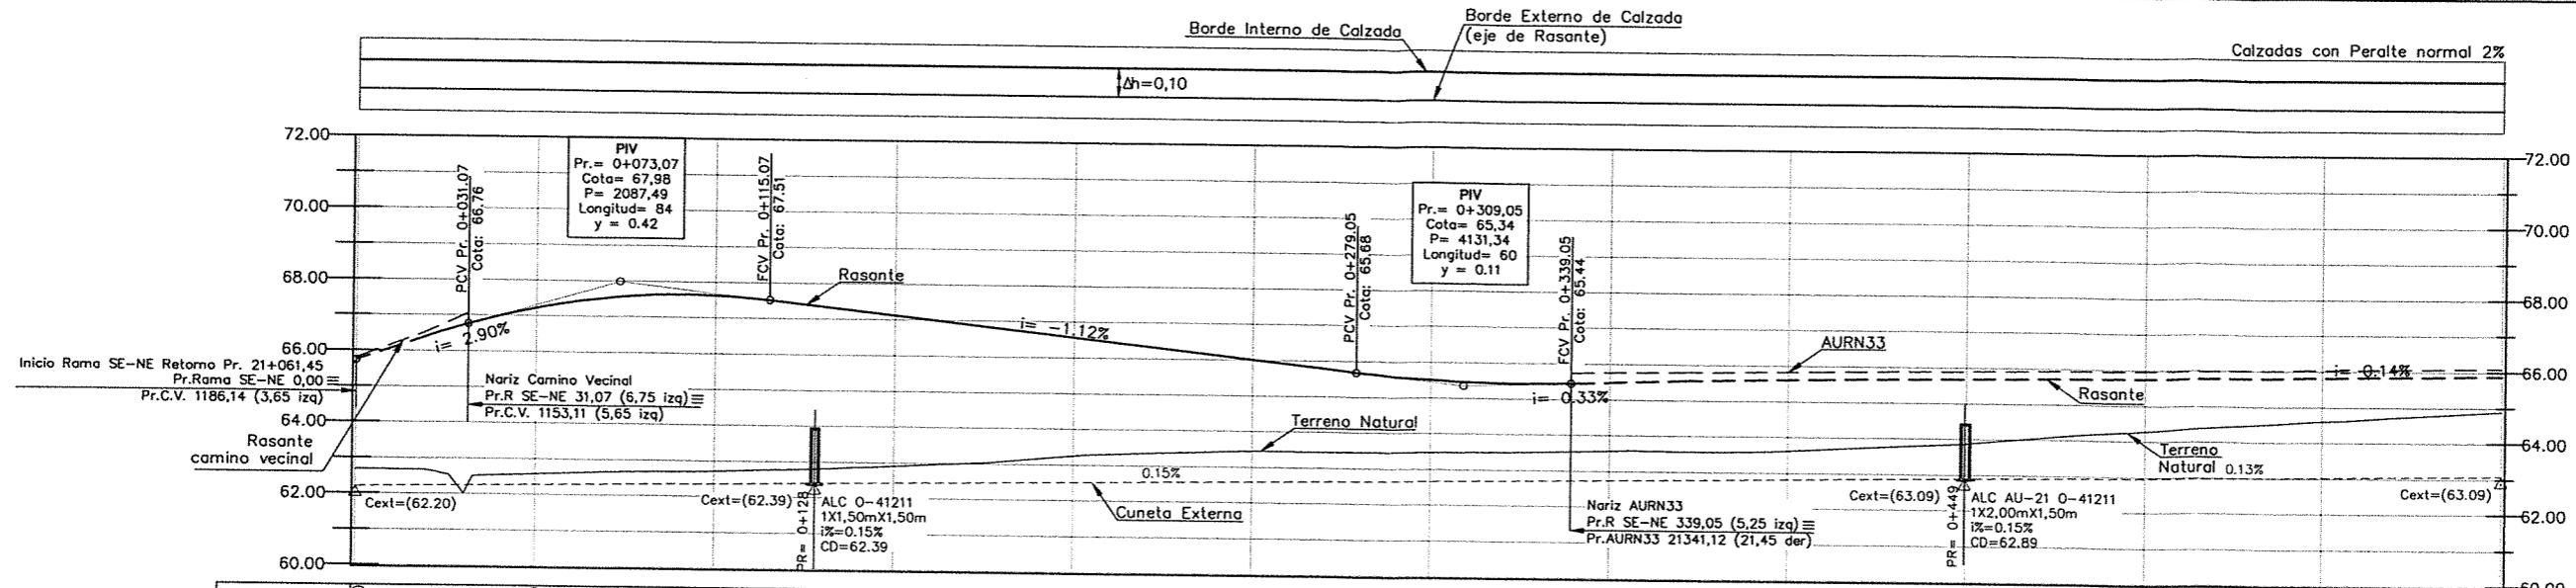 Borde Interno de Calzada
Borde Externo de Calzada
(eje de Rasante)
Calzadas con Peralte normal 2%
Δh=0,10
72.00
70.00
68.00
66.00
64.00
62.00
60.00
PCV Pr. 0+031.07
Cota: 66.76
PIV
Pr.= 0+073,07
Cota= 67,98
P= 2087,49
Longitud= 84
y = 0.42
FCV Pr. 0+115.07
Cota: 67.51
Rasante
i= 2.90%
i= -1.12%
PCV Pr. 0+279.05
Cota: 65.68
PIV
Pr.= 0+309,05
Cota= 65,34
P= 4131,34
Longitud= 60
y = 0.11
FCV Pr. 0+339.05
Cota: 65.44
AURN33
i= 0.14%
Rasante
i= 0.33%
Inicio Rama SE-NE Retorno Pr. 21+061,45
Pr.Rama SE-NE 0,00 ≡
Pr.C.V. 1186,14 (3,65 izq)
Nariz Camino Vecinal
Pr.R SE-NE 31,07 (6,75 izq) ≡
Pr.C.V. 1153,11 (5,65 izq)
Rasante
camino vecinal
Terreno Natural
Terreno
Natural
0.15%
0.13%
Cext=(62.20)
Cext=(62.39)
PR= 0+128
ALC O-41211
1X1,50mX1,50m
i%=0.15%
CD=62.39
Cuneta Externa
Nariz AURN33
Pr.R SE-NE 339,05 (5,25 izq) ≡
Pr.AURN33 21341,12 (21,45 der)
Cext=(63.09)
PR= 0+449
ALC AU-21 O-41211
1X2,00mX1,50m
i%=0.15%
CD=62.89
Cext=(63.09)
72.00
70.00
68.00
66.00
64.00
62.00